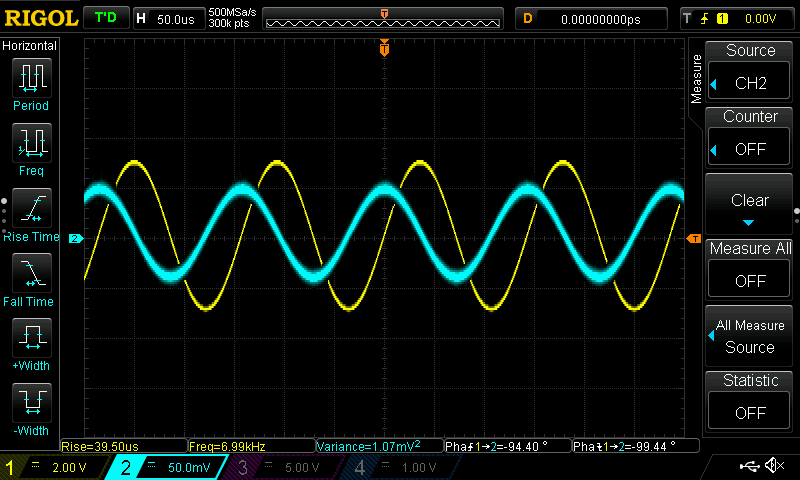 RIGOL T'D H 50.0us 500MSa/s 300k pts T D 0.00000000ps T 1 0.00V
Horizontal
Period
Freq
Rise Time
Fall Time
+Width
-Width
T
2
T
Measure
Source
CH2
Counter
OFF
Clear
Measure All
OFF
All Measure
Source
Statistic
OFF
Rise=39.50us Freq=6.99kHz Variance=1.07mV² Pha1→2=-94.40 ° Pha1→2=-99.44 °
1 2.00 V 2 50.0mV 3 5.00 V 4 1.00 V